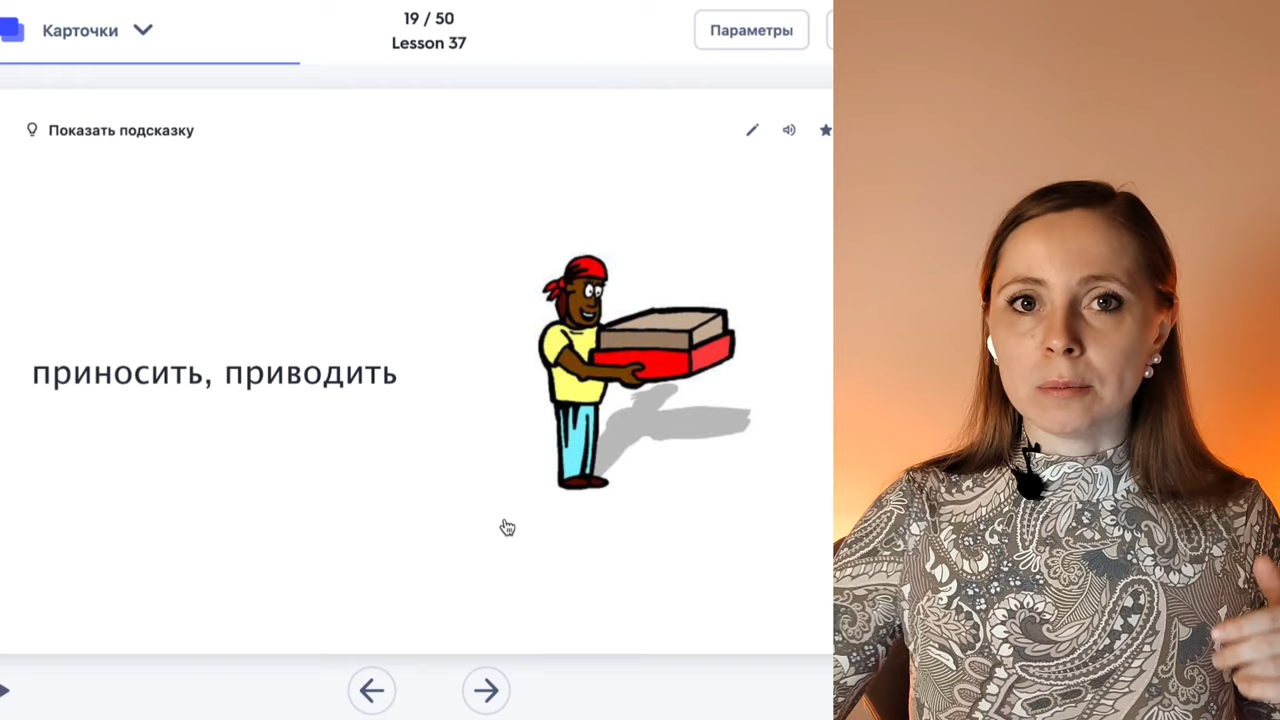 Карточки
19 / 50
Lesson 37
Параметры
Показать подсказку
приносить, приводить